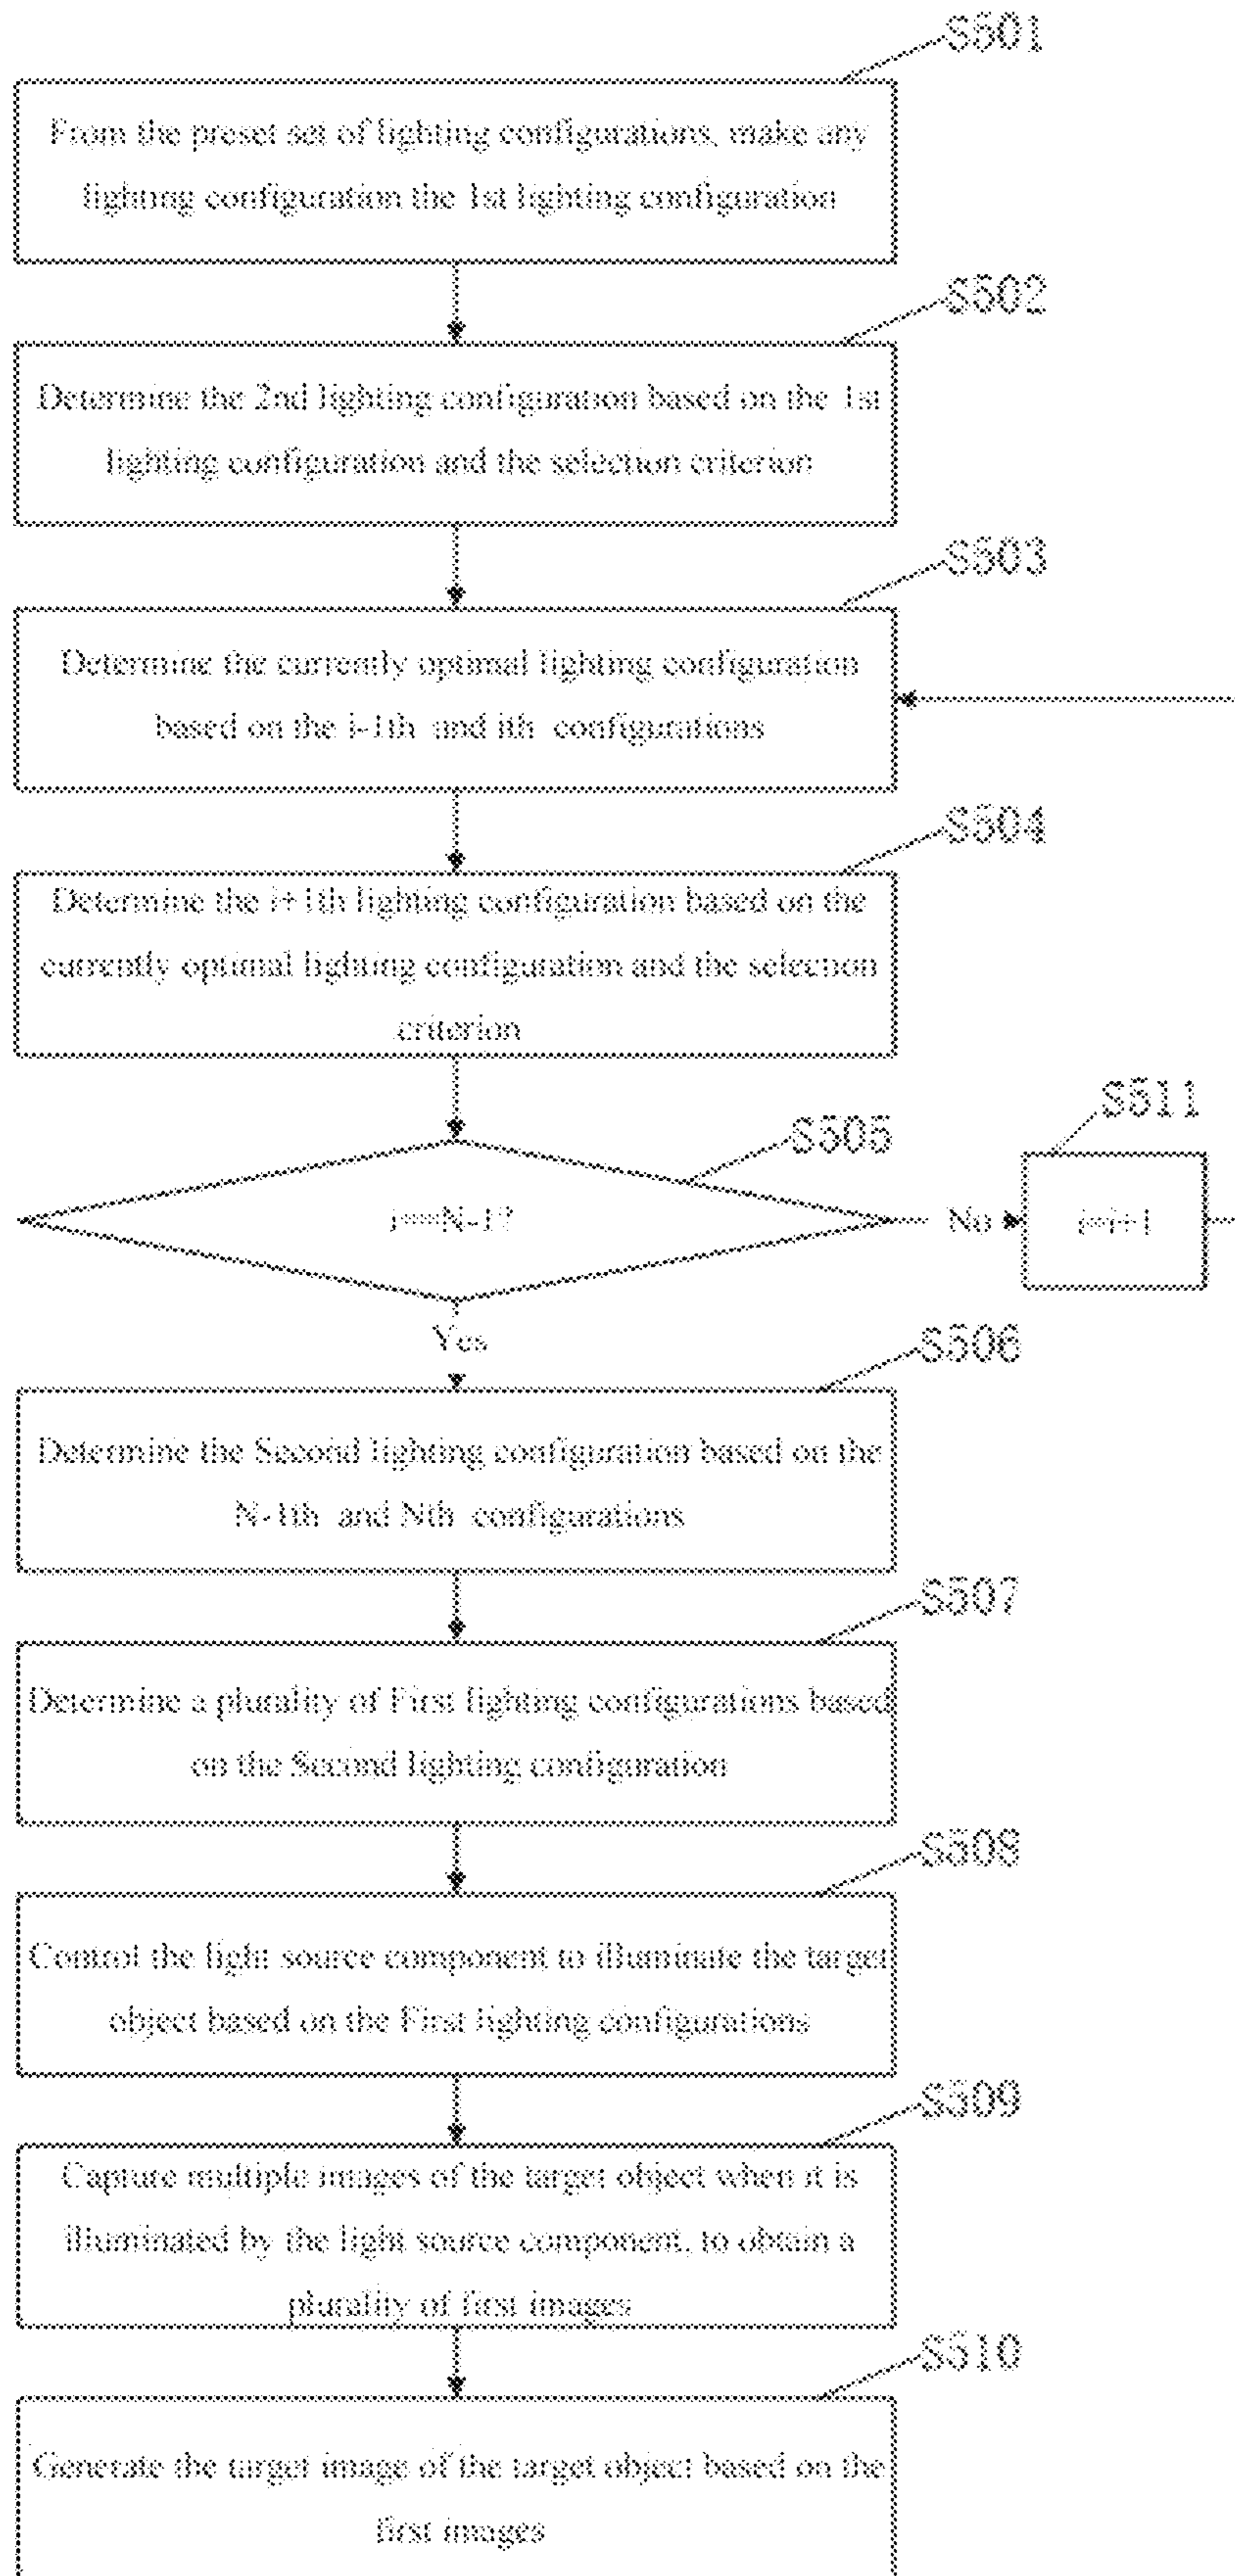 S501
From the preset set of lighting configurations, make any
lighting configuration the 1st lighting configuration
S502
Determine the 2nd lighting configuration based on the 1st
lighting configuration and the selection criterion
S503
Determine the currently optimal lighting configuration
based on the i-1th and ith configurations
S504
Determine the i+1th lighting configuration based on the
currently optimal lighting configuration and the selection
criterion
S505
i==N-1?
No
S511
i=i+1
Yes
S506
Determine the Second lighting configuration based on the
N-1th and Nth configurations
S507
Determine a plurality of First lighting configurations based
on the Second lighting configuration
S508
Control the light source component to illuminate the target
object based on the First lighting configurations
S509
Capture multiple images of the target object when it is
illuminated by the light source component, to obtain a
plurality of first images
S510
Generate the target image of the target object based on the
first images